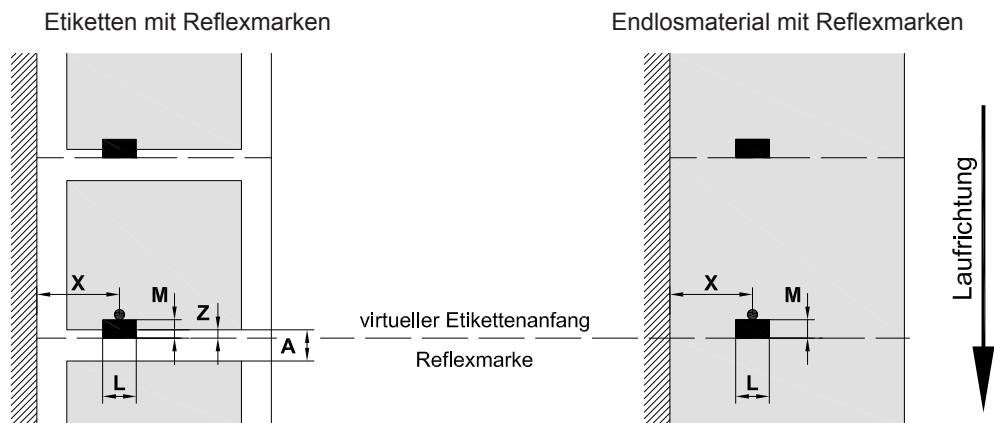 Etiketten mit Reflexmarken
Endlosmaterial mit Reflexmarken
X
M
Z
A
L
virtueller Etikettenanfang
Reflexmarke
X
M
L
Laufrichtung